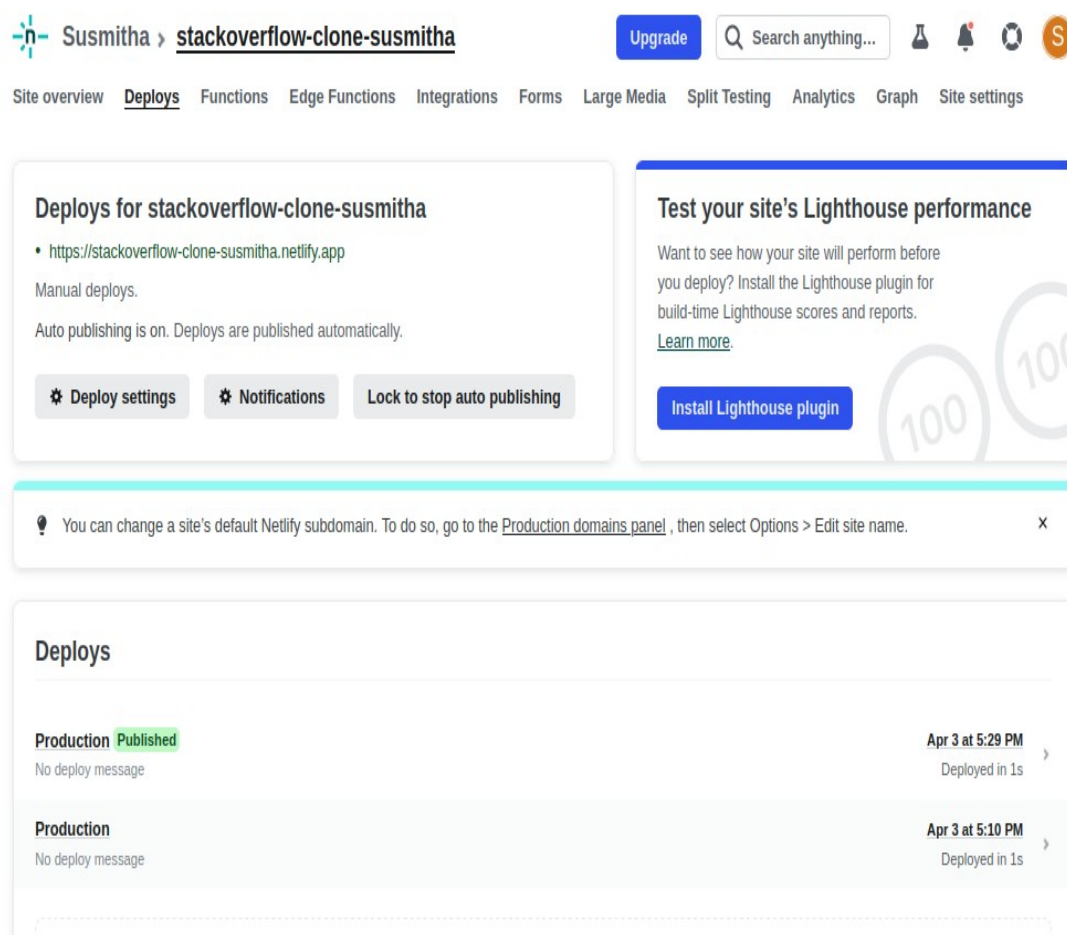 n Susmitha › stackoverflow-clone-susmitha Upgrade Search anything... S
Site overview Deploys Functions Edge Functions Integrations Forms Large Media Split Testing Analytics Graph Site settings
Deploys for stackoverflow-clone-susmitha
• https://stackoverflow-clone-susmitha.netlify.app
Manual deploys.
Auto publishing is on. Deploys are published automatically.
Deploy settings Notifications Lock to stop auto publishing
Test your site’s Lighthouse performance
Want to see how your site will perform before
you deploy? Install the Lighthouse plugin for
build-time Lighthouse scores and reports.
Learn more.
Install Lighthouse plugin
100
100
You can change a site’s default Netlify subdomain. To do so, go to the Production domains panel , then select Options > Edit site name.
Deploys
Production Published Apr 3 at 5:29 PM
No deploy message Deployed in 1s
Production Apr 3 at 5:10 PM
No deploy message Deployed in 1s